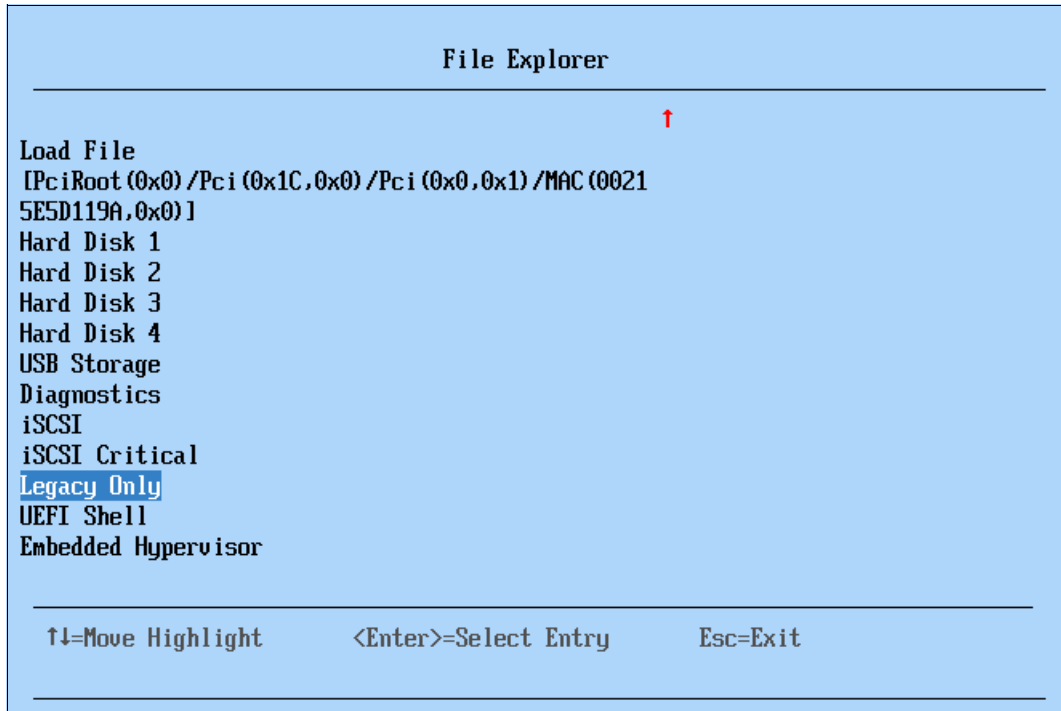 File Explorer
↑
Load File
[PciRoot(0x0)/Pci(0x1C,0x0)/Pci(0x0,0x1)/MAC(0021
5E5D119A,0x0)]
Hard Disk 1
Hard Disk 2
Hard Disk 3
Hard Disk 4
USB Storage
Diagnostics
iSCSI
iSCSI Critical
Legacy Only
UEFI Shell
Embedded Hypervisor
↑↓=Move Highlight <Enter>=Select Entry Esc=Exit